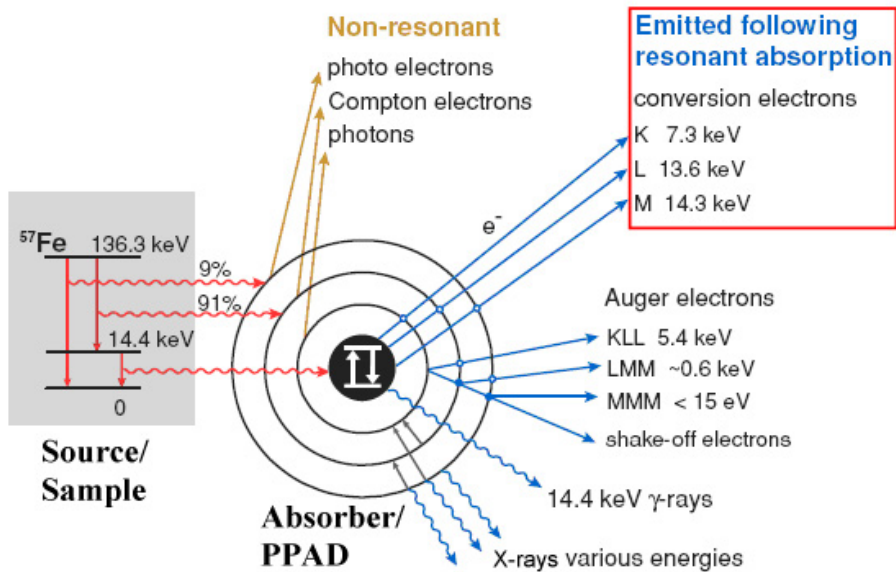 Non-resonant
photo electrons
Compton electrons
photons
Emitted following
resonant absorption
conversion electrons
K 7.3 keV
L 13.6 keV
M 14.3 keV
e-
57Fe 136.3 keV
9%
91%
14.4 keV
0
Source/
Sample
Absorber/
PPAD
Auger electrons
KLL 5.4 keV
LMM ~0.6 keV
MMM < 15 eV
shake-off electrons
14.4 keV γ-rays
X-rays various energies